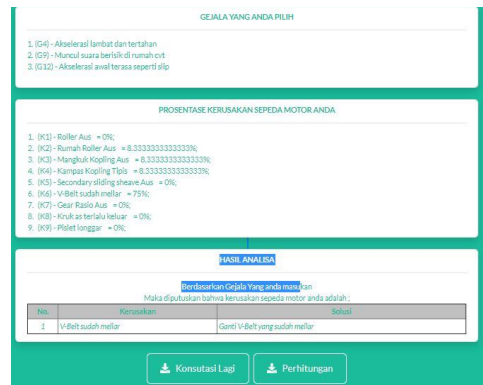 GEJALA YANG ANDA PILIH
1. (G4) - Akselerasi lambat dan tertahan
2. (G9) - Muncul suara berisik di rumah cvt
3. (G12) - Akselerasi awal terasa seperti slip
PROSENTASE KERUSAKAN SEPEDA MOTOR ANDA
1. (K1) - Roller Aus = 0%;
2. (K2) - Rumah Roller Aus = 8.3333333333333%;
3. (K3) - Mangkuk Kopling Aus = 8.3333333333333%;
4. (K4) - Kampas Kopling Tipis = 8.3333333333333%;
5. (K5) - Secondary sliding sheave Aus = 0%;
6. (K6) - V-Belt sudah mellar = 75%;
7. (K7) - Gear Rasio Aus = 0%;
8. (K8) - Kruk as terlalu keluar = 0%;
9. (K9) - Pislet longgar = 0%;
HASIL ANALISA
Berdasarkan Gejala Yang anda masukan
Maka diputuskan bahwa kerusakan sepeda motor anda adalah :
No. Kerusakan Solusi
1 V-Belt sudah mellar Ganti V-Belt yang sudah mellar
Konsutasi Lagi Perhitungan